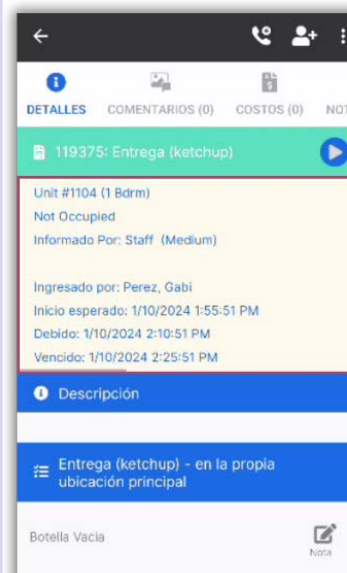 DETALLES COMENTARIOS (0) COSTOS (0) NOT
119375: Entrega (ketchup)
Unit #1104 (1 Bdrm)
Not Occupied
Informado Por: Staff (Medium)
Ingresado por: Perez, Gabi
Inicio esperado: 1/10/2024 1:55:51 PM
Debido: 1/10/2024 2:10:51 PM
Vencido: 1/10/2024 2:25:51 PM
Descripción
Entrega (ketchup) - en la propia
ubicación principal
Botella Vacia
Nota